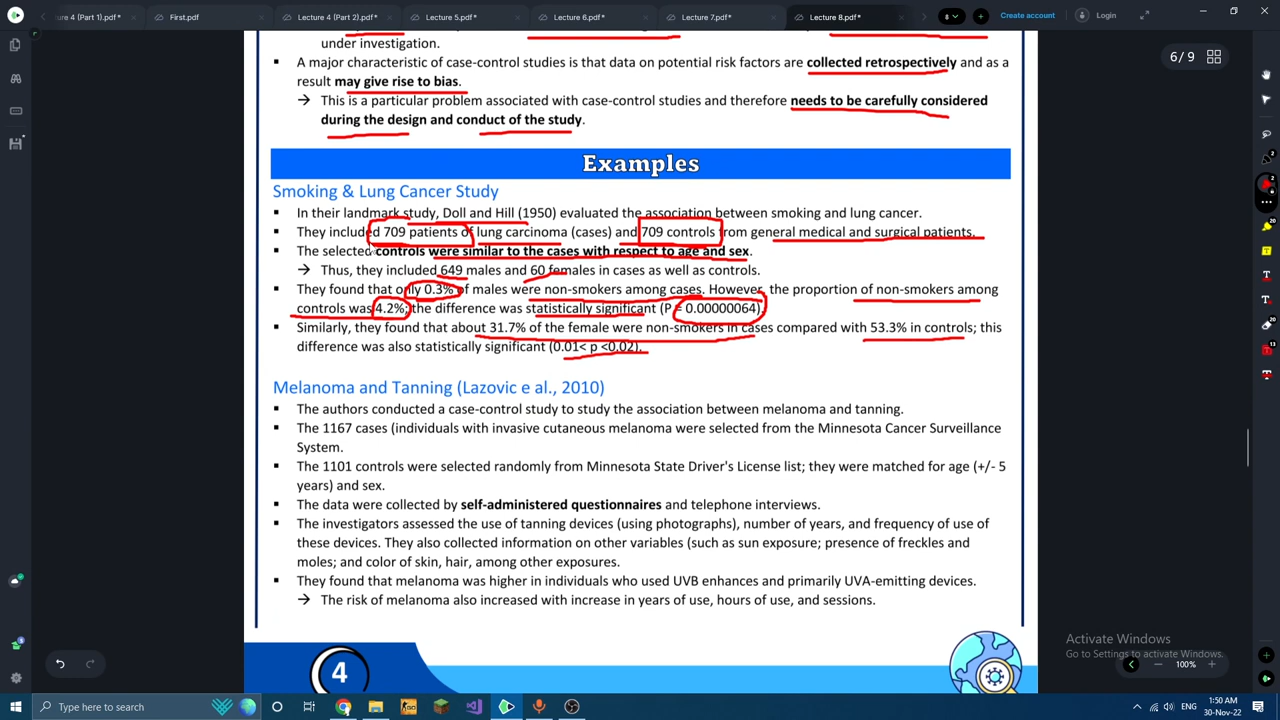 ure 4 (Part 1).pdf*
First.pdf
Lecture 4 (Part 2).pdf*
Lecture 5.pdf*
Lecture 6.pdf*
Lecture 7.pdf*
Lecture 8.pdf*
8
Create account
Login
under investigation.
6/9
▪ A major characteristic of case-control studies is that data on potential risk factors are collected retrospectively and as a
result may give rise to bias.
→ This is a particular problem associated with case-control studies and therefore needs to be carefully considered
during the design and conduct of the study.
Examples
Smoking & Lung Cancer Study
▪ In their landmark study, Doll and Hill (1950) evaluated the association between smoking and lung cancer.
▪ They included 709 patients of lung carcinoma (cases) and 709 controls from general medical and surgical patients.
▪ The selected controls were similar to the cases with respect to age and sex.
→ Thus, they included 649 males and 60 females in cases as well as controls.
▪ They found that only 0.3% of males were non-smokers among cases. However, the proportion of non-smokers among
controls was 4.2%; the difference was statistically significant (P = 0.00000064).
▪ Similarly, they found that about 31.7% of the female were non-smokers in cases compared with 53.3% in controls; this
difference was also statistically significant (0.01< p <0.02).
Melanoma and Tanning (Lazovic e al., 2010)
▪ The authors conducted a case-control study to study the association between melanoma and tanning.
▪ The 1167 cases (individuals with invasive cutaneous melanoma were selected from the Minnesota Cancer Surveillance
System.
▪ The 1101 controls were selected randomly from Minnesota State Driver's License list; they were matched for age (+/- 5
years) and sex.
▪ The data were collected by self-administered questionnaires and telephone interviews.
▪ The investigators assessed the use of tanning devices (using photographs), number of years, and frequency of use of
these devices. They also collected information on other variables (such as sun exposure; presence of freckles and
moles; and color of skin, hair, among other exposures.
▪ They found that melanoma was higher in individuals who used UVB enhances and primarily UVA-emitting devices.
→ The risk of melanoma also increased with increase in years of use, hours of use, and sessions.
4
Activate Windows
Go to Settings to activate Windows.
100%
Type here to search
ENG
1:50 AM
30-Nov-22